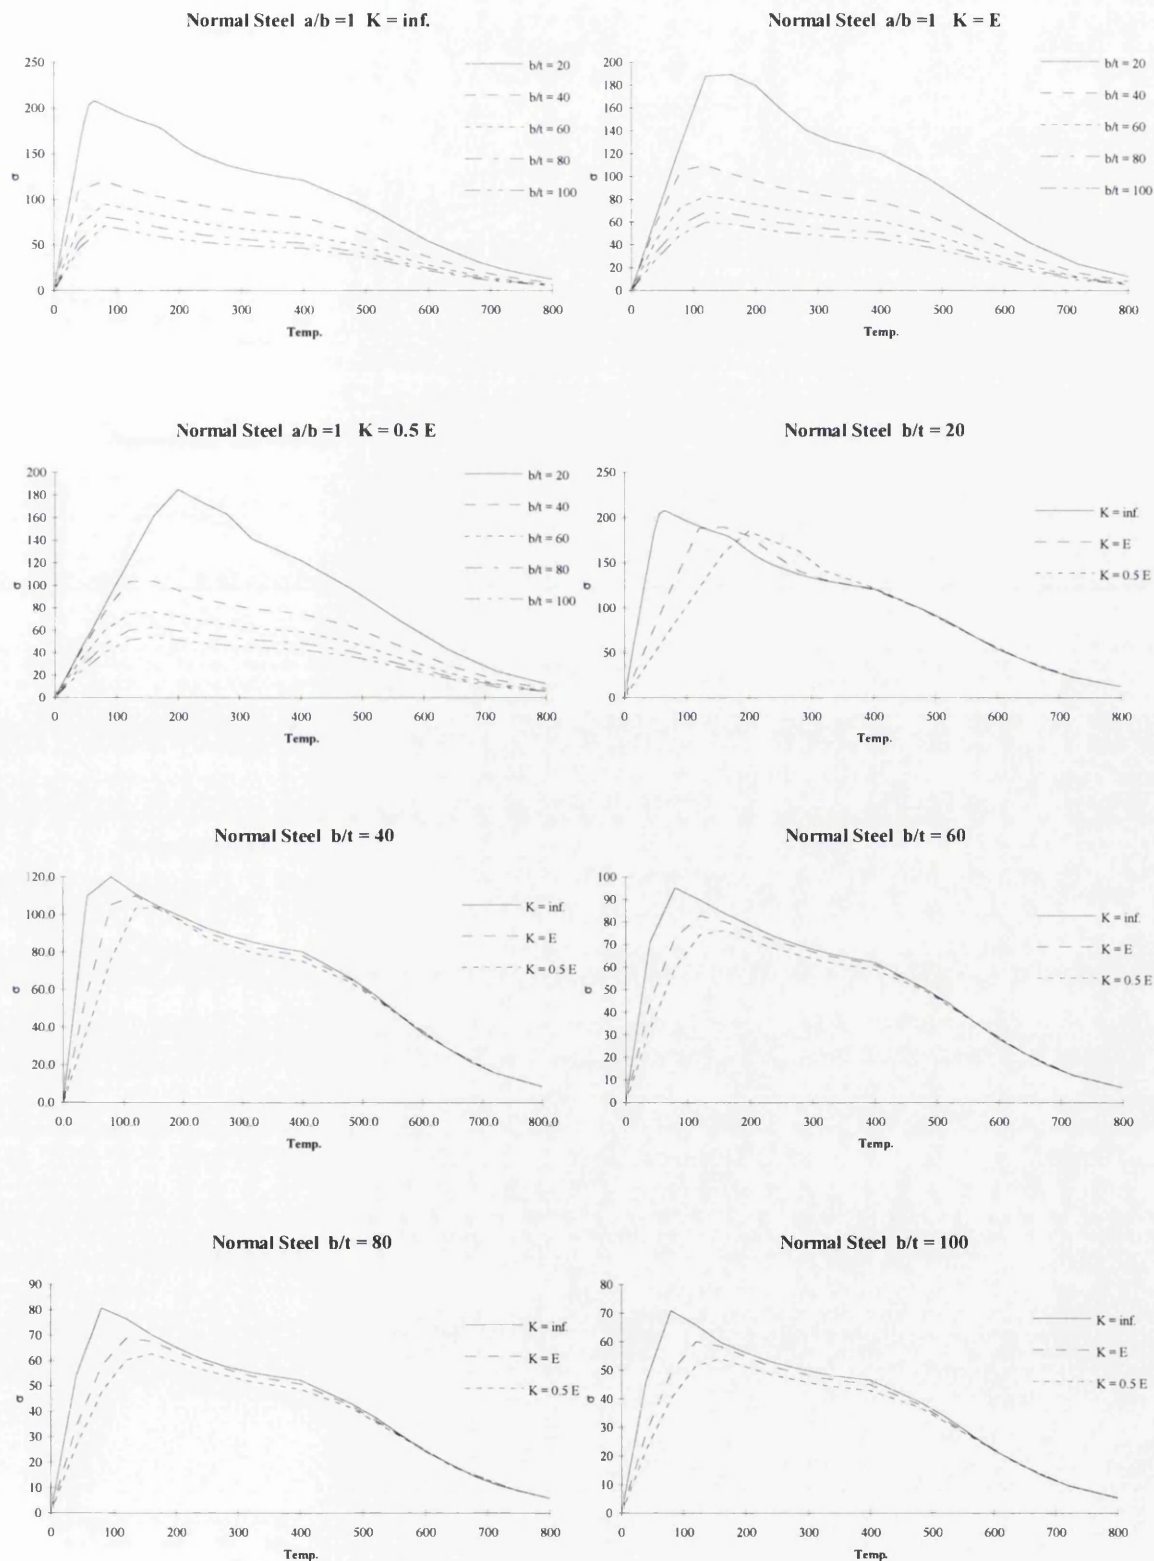 Normal Steel a/b =1 K = inf.
250
200
150
100
50
0
σ
0 100 200 300 400 500 600 700 800
Temp.
b/t = 20
b/t = 40
b/t = 60
b/t = 80
b/t = 100
Normal Steel a/b =1 K = E
200
180
160
140
120
100
80
60
40
20
0
σ
0 100 200 300 400 500 600 700 800
Temp.
b/t = 20
b/t = 40
b/t = 60
b/t = 80
b/t = 100
Normal Steel a/b =1 K = 0.5 E
200
180
160
140
120
100
80
60
40
20
0
σ
0 100 200 300 400 500 600 700 800
Temp.
b/t = 20
b/t = 40
b/t = 60
b/t = 80
b/t = 100
Normal Steel b/t = 20
250
200
150
100
50
0
σ
0 100 200 300 400 500 600 700 800
Temp.
K = inf.
K = E
K = 0.5 E
Normal Steel b/t = 40
120.0
100.0
80.0
60.0
40.0
20.0
0.0
σ
0.0 100.0 200.0 300.0 400.0 500.0 600.0 700.0 800.0
Temp.
K = inf.
K = E
K = 0.5 E
Normal Steel b/t = 60
100
90
80
70
60
50
40
30
20
10
0
σ
0 100 200 300 400 500 600 700 800
Temp.
K = inf.
K = E
K = 0.5 E
Normal Steel b/t = 80
90
80
70
60
50
40
30
20
10
0
σ
0 100 200 300 400 500 600 700 800
Temp.
K = inf.
K = E
K = 0.5 E
Normal Steel b/t = 100
80
70
60
50
40
30
20
10
0
σ
0 100 200 300 400 500 600 700 800
Temp.
K = inf.
K = E
K = 0.5 E